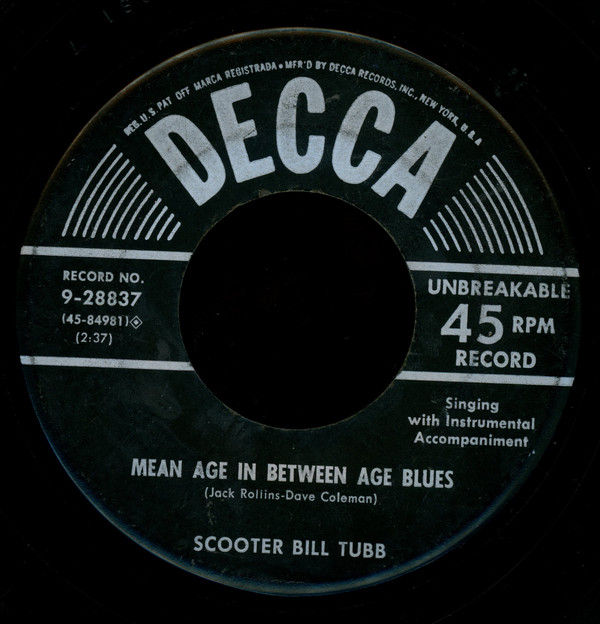 REG. U.S. PAT OFF MARCA REGISTRADA • MFR'D BY DECCA RECORDS, INC., NEW YORK, U.S.A
DECCA
RECORD NO.
9-28837
(45-84981)
(2:37)
UNBREAKABLE
45 RPM
RECORD
Singing
with Instrumental
Accompaniment
MEAN AGE IN BETWEEN AGE BLUES
(Jack Rollins-Dave Coleman)
SCOOTER BILL TUBB